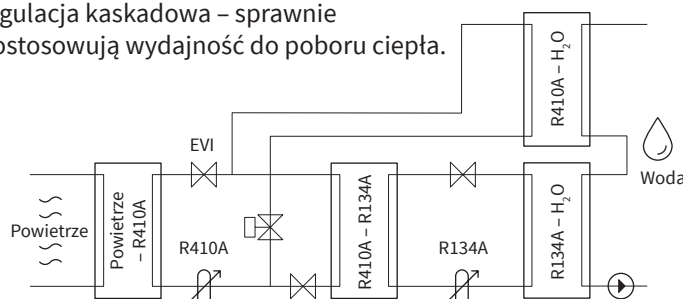 gulacja kaskadowa – sprawnie
ostosowują wydajność do poboru ciepła.
R410A – H₂O
EVI
Woda
Powietrze
Powietrze
– R410A
R410A
R410A – R134A
R134A
R134A – H₂O